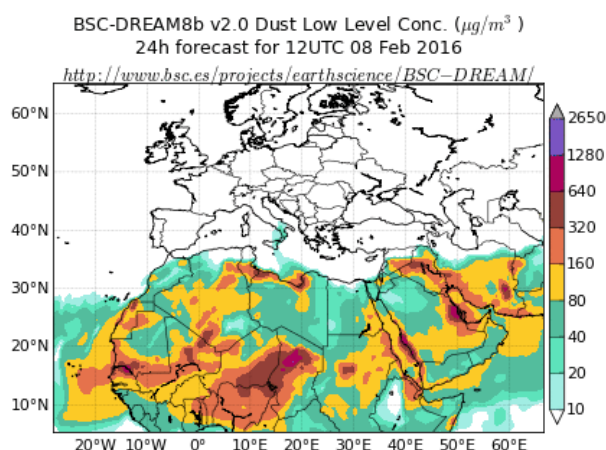 BSC-DREAM8b v2.0 Dust Low Level Conc. (μg/m³ )
24h forecast for 12UTC 08 Feb 2016
http://www.bsc.es/projects/earthscience/BSC−DREAM/
60°N
50°N
40°N
30°N
20°N
10°N
20°W 10°W 0° 10°E 20°E 30°E 40°E 50°E 60°E
2650
1280
640
320
160
80
40
20
10